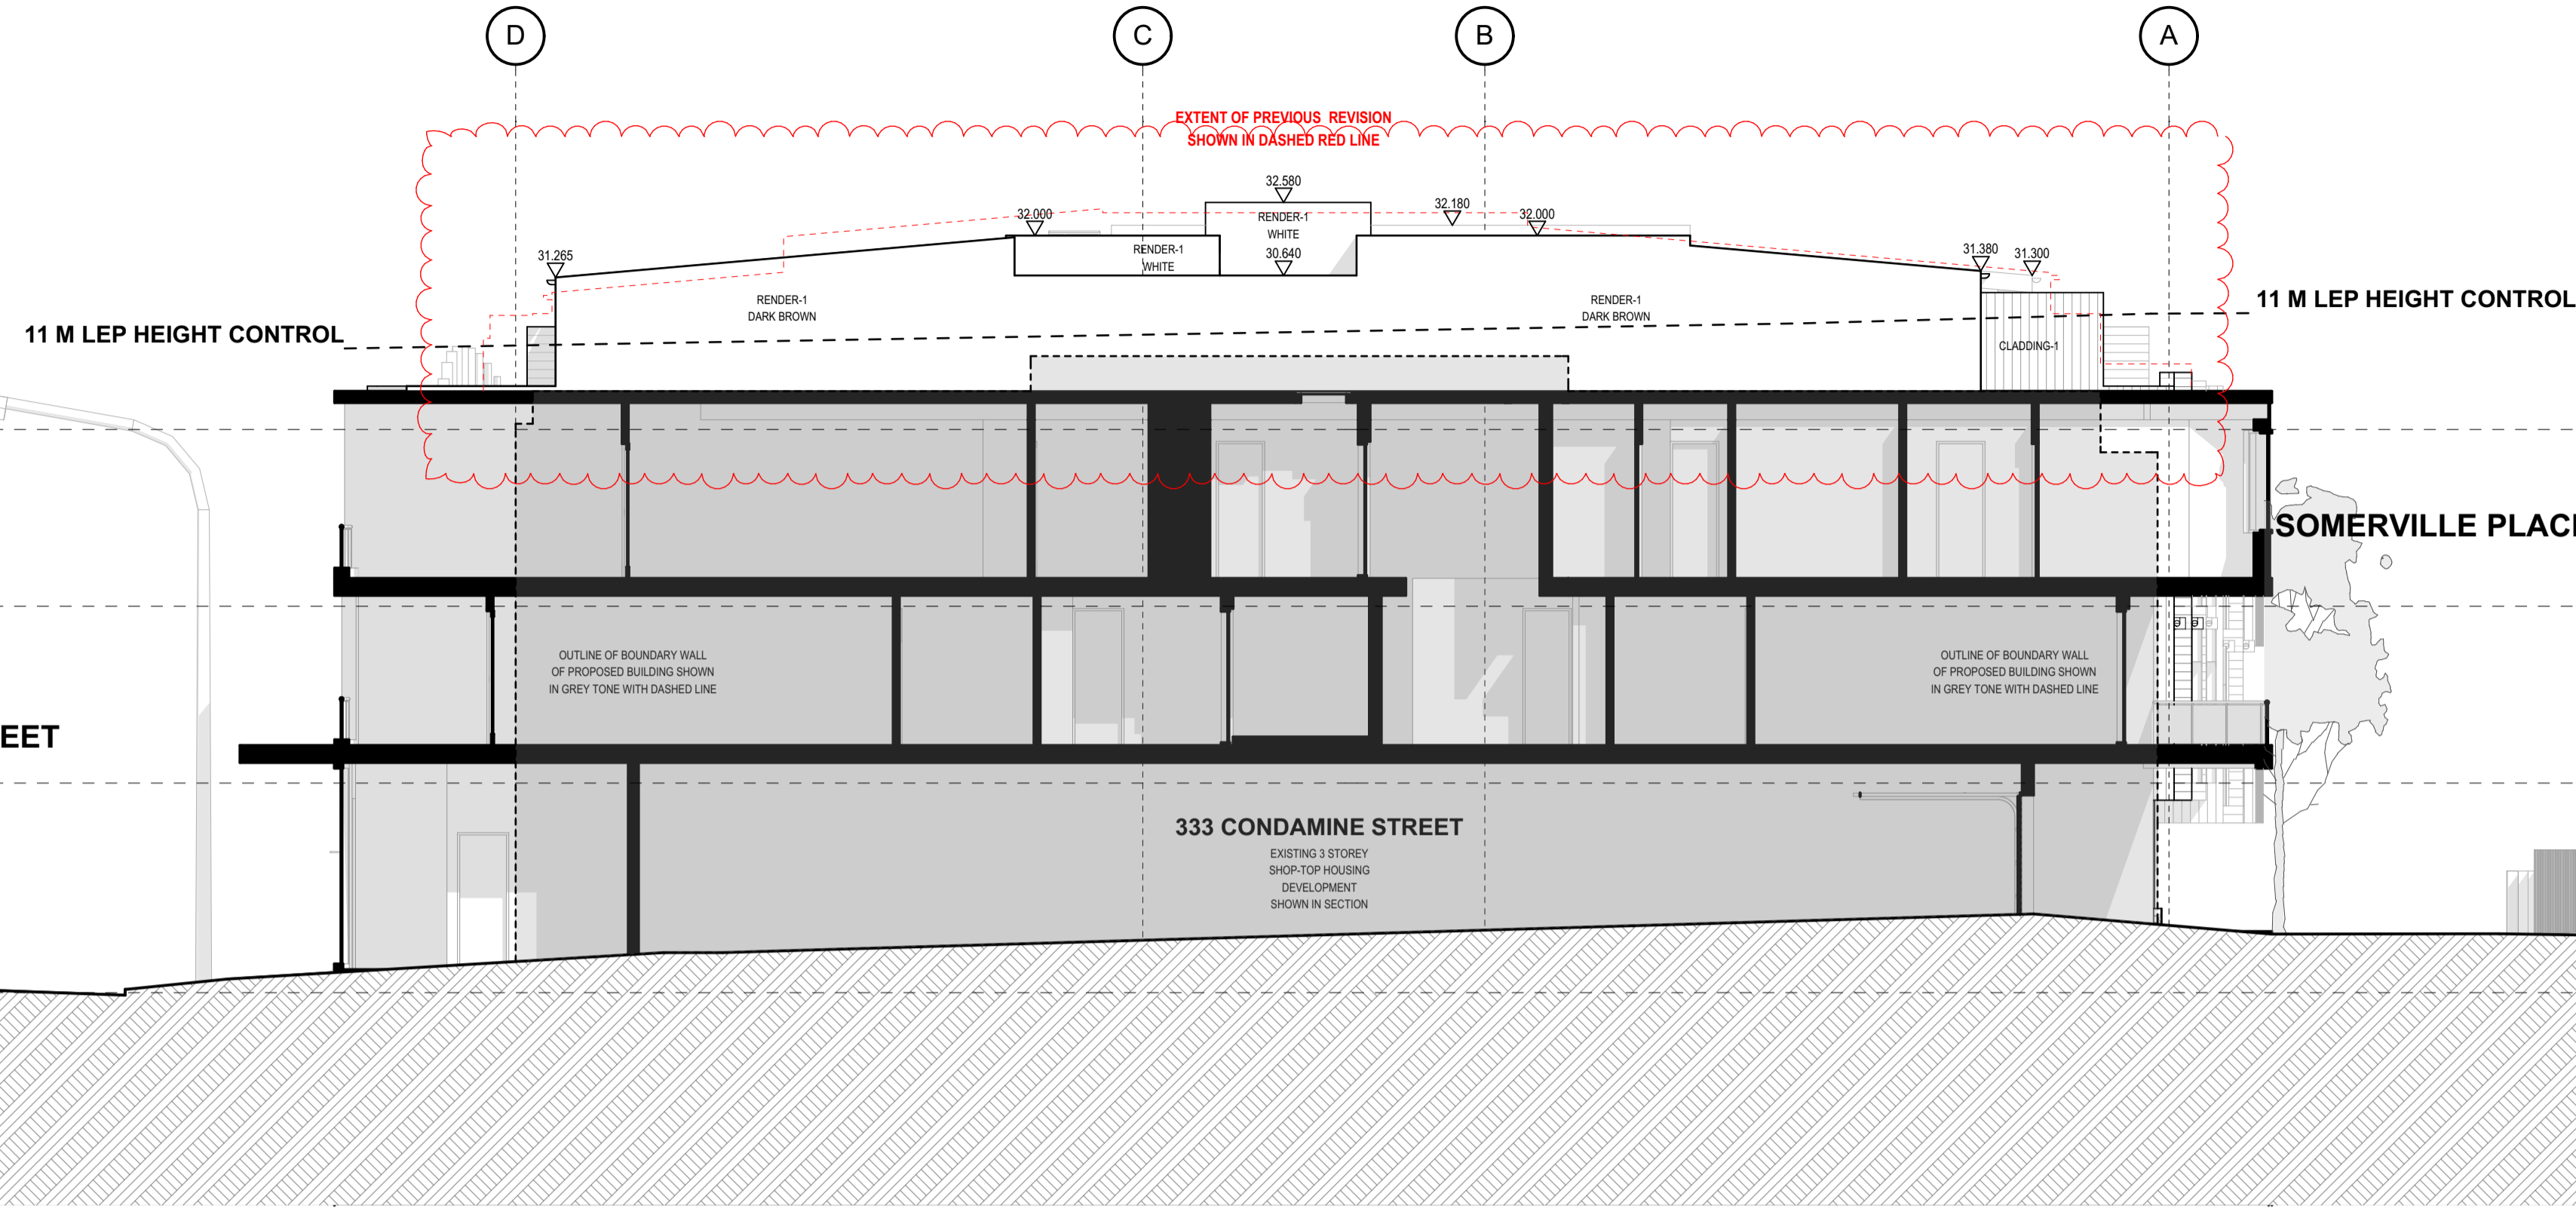 D
C
B
A
EXTENT OF PREVIOUS REVISION
SHOWN IN DASHED RED LINE
32.580
RENDER-1
WHITE
30.640
32.180
32.000
32.000
RENDER-1
WHITE
31.265
31.380
31.300
RENDER-1
DARK BROWN
RENDER-1
DARK BROWN
11 M LEP HEIGHT CONTROL
11 M LEP HEIGHT CONTROL
CLADDING-1
SOMERVILLE PLAC
OUTLINE OF BOUNDARY WALL
OF PROPOSED BUILDING SHOWN
IN GREY TONE WITH DASHED LINE
OUTLINE OF BOUNDARY WALL
OF PROPOSED BUILDING SHOWN
IN GREY TONE WITH DASHED LINE
EET
333 CONDAMINE STREET
EXISTING 3 STOREY
SHOP-TOP HOUSING
DEVELOPMENT
SHOWN IN SECTION